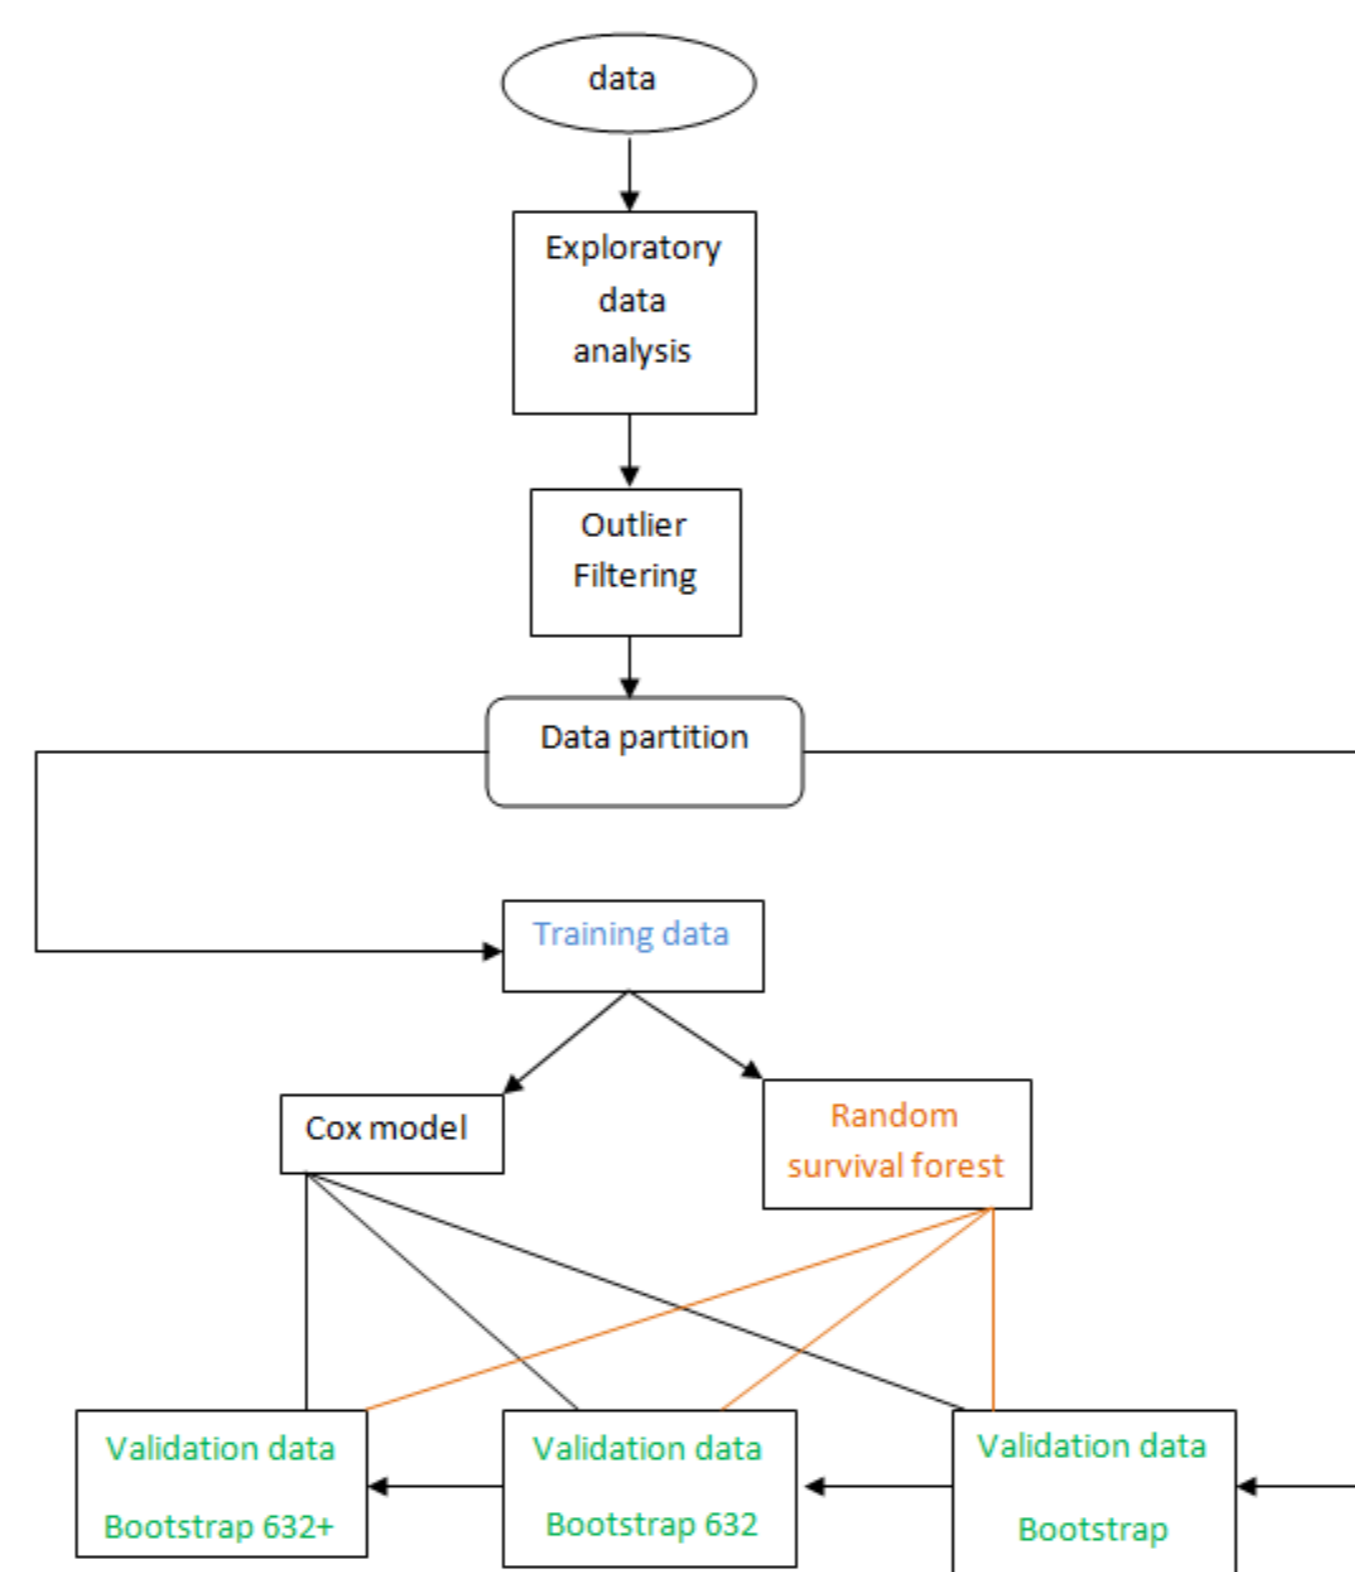 data
Exploratory
data
analysis
Outlier
Filtering
Data partition
Training data
Cox model
Random
survival forest
Validation data
Bootstrap 632+
Validation data
Bootstrap 632
Validation data
Bootstrap